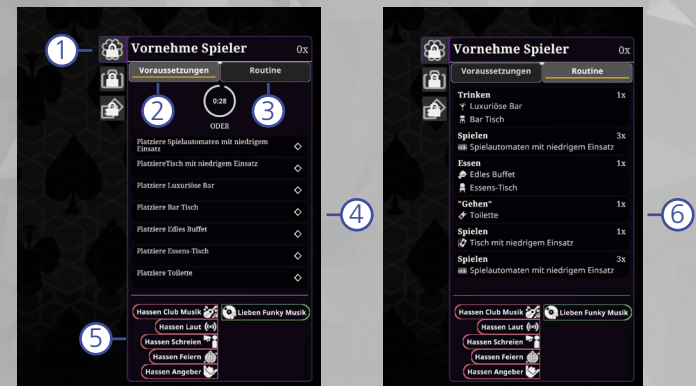 1
Vornehme Spieler 0x
Voraussetzungen Routine
2
3
0:28
ODER
Platziere Spielautomaten mit niedrigem
Einsatz
PlatziereTisch mit niedrigem Einsatz
Platziere Luxuriöse Bar
Platziere Bar Tisch
Platziere Edles Buffet
Platziere Essens-Tisch
Platziere Toilette
4
5
Hassen Club Musik
Lieben Funky Musik
Hassen Laut
Hassen Schreien
Hassen Feiern
Hassen Angeber
Vornehme Spieler 0x
Voraussetzungen Routine
Trinken 1x
Luxuriöse Bar
Bar Tisch
Spielen 3x
Spielautomaten mit niedrigem Einsatz
Essen 1x
Edles Buffet
Essens-Tisch
"Gehen" 1x
Toilette
Spielen 1x
Tisch mit niedrigem Einsatz
Spielen 3x
Spielautomaten mit niedrigem Einsatz
6
Hassen Club Musik
Lieben Funky Musik
Hassen Laut
Hassen Schreien
Hassen Feiern
Hassen Angeber